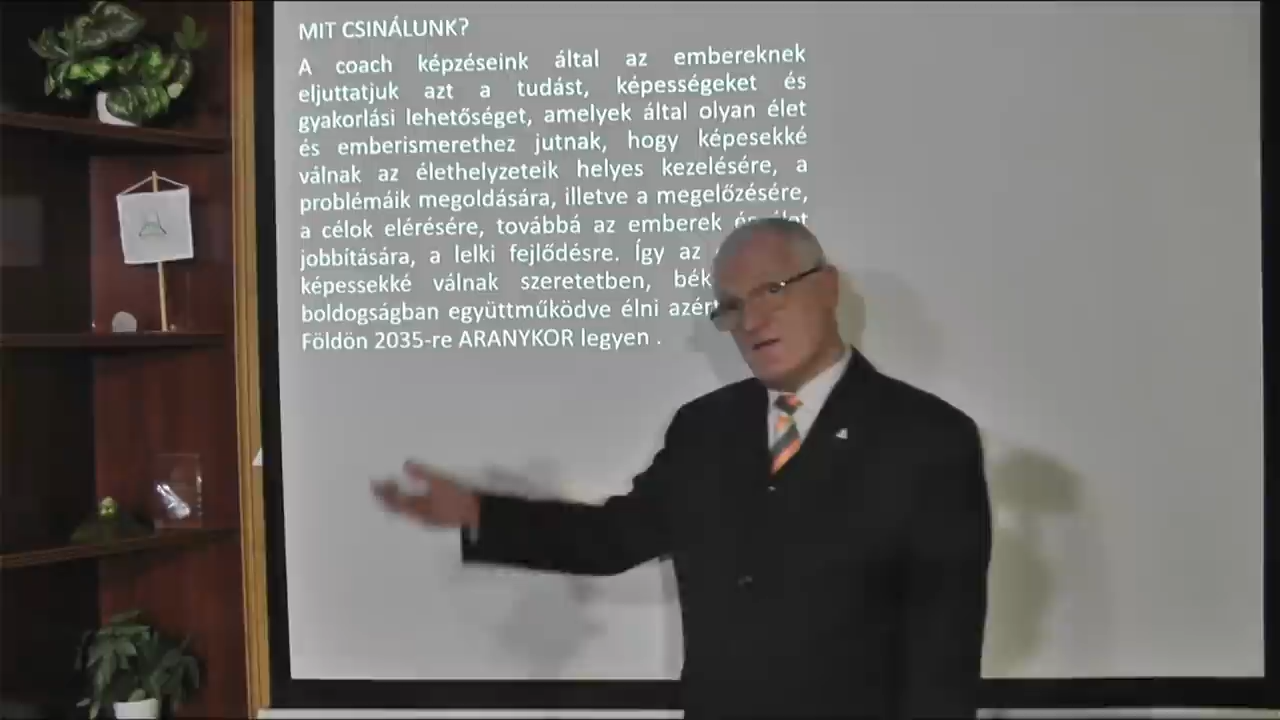 MIT CSINÁLUNK?
A coach képzéseink által az embereknek
eljuttatjuk azt a tudást, képességeket és
gyakorlási lehetőséget, amelyek által olyan élet
és emberismerethez jutnak, hogy képesekké
válnak az élethelyzeteik helyes kezelésére, a
problémáik megoldására, illetve a megelőzésére,
a célok elérésére, továbbá az emberek és élet
jobbítására, a lelki fejlődésre. Így az
képessekké válnak szeretetben,
boldogságban együttműködve élni
Földön 2035-re ARANYKOR legyen .